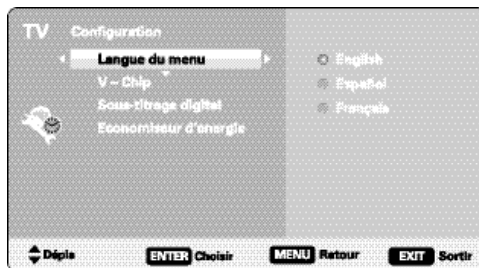 TV Configuration
Langue du menu
English
V – Chip
Español
Sous-titrage digital
Français
Economiseur d'energie
Dépla
ENTER Choisir
MENU Retour
EXIT Sortir